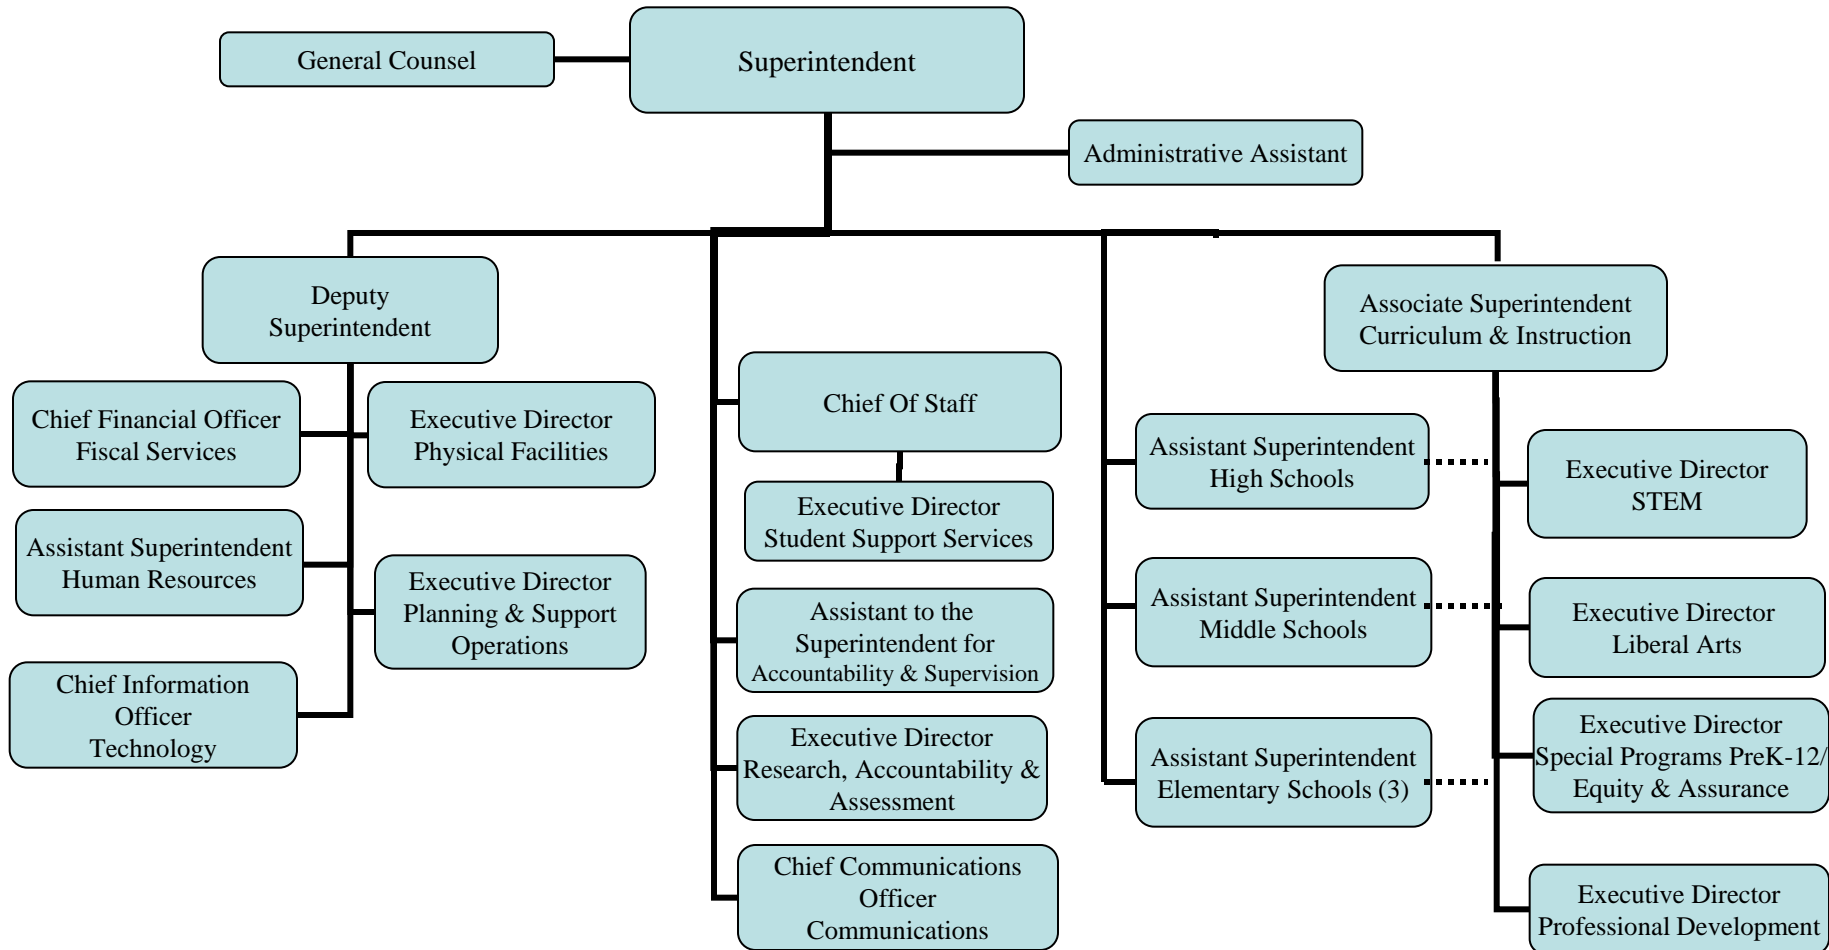 General Counsel
Superintendent
Administrative Assistant
Deputy
Superintendent
Chief Financial Officer
Fiscal Services
Executive Director
Physical Facilities
Assistant Superintendent
Human Resources
Executive Director
Planning & Support
Operations
Chief Information
Officer
Technology
Chief Of Staff
Executive Director
Student Support Services
Assistant to the
Superintendent for
Accountability & Supervision
Executive Director
Research, Accountability &
Assessment
Chief Communications
Officer
Communications
Assistant Superintendent
High Schools
Assistant Superintendent
Middle Schools
Assistant Superintendent
Elementary Schools (3)
Associate Superintendent
Curriculum & Instruction
Executive Director
STEM
Executive Director
Liberal Arts
Executive Director
Special Programs PreK-12/
Equity & Assurance
Executive Director
Professional Development